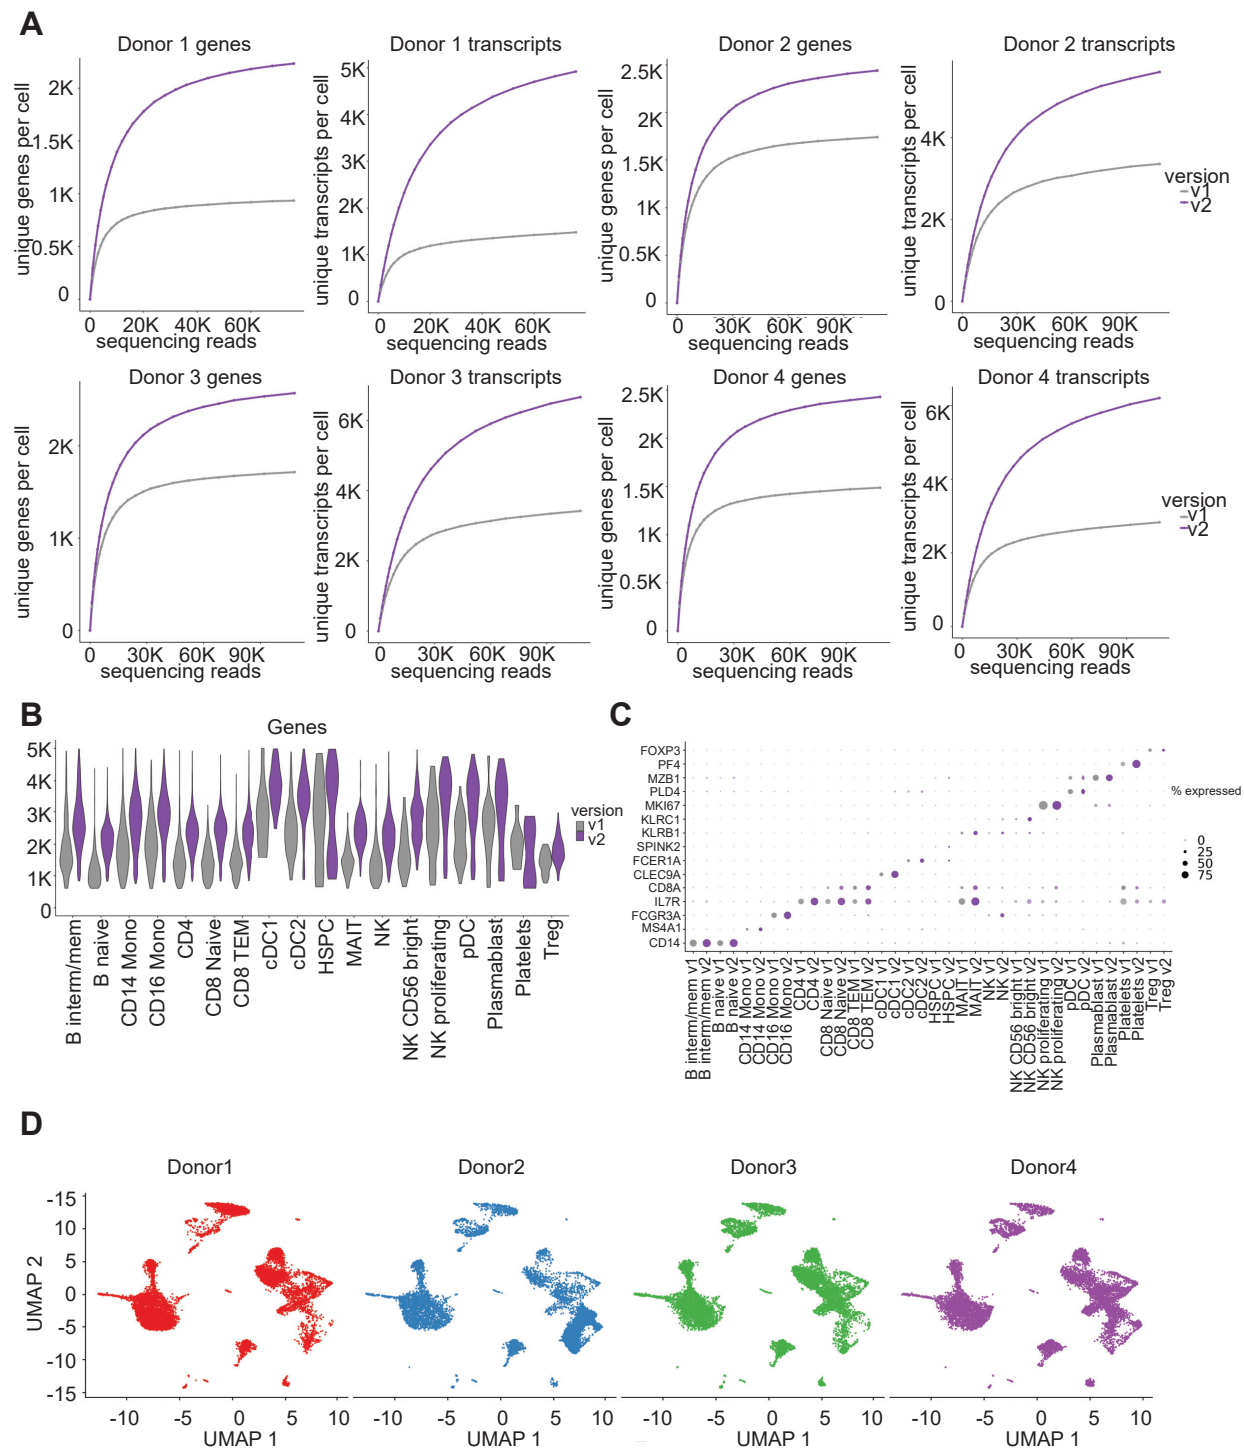 A
Donor 1 genes
Donor 1 transcripts
Donor 2 genes
Donor 2 transcripts
unique genes per cell
2K
1.5K
1K
0.5K
0
0 20K 40K 60K
sequencing reads
unique transcripts per cell
5K
4K
3K
2K
1K
0
0 20K 40K 60K
sequencing reads
unique genes per cell
2.5K
2K
1.5K
1K
0.5K
0
0 30K 60K 90K
sequencing reads
unique transcripts per cell
4K
2K
0
0 30K 60K 90K
sequencing reads
version
v1
v2
Donor 3 genes
Donor 3 transcripts
Donor 4 genes
Donor 4 transcripts
unique genes per cell
2K
1K
0
0 30K 60K 90K
sequencing reads
unique transcripts per cell
6K
4K
2K
0
0 30K 60K 90K
sequencing reads
unique genes per cell
2.5K
2K
1.5K
1K
0.5K
0
0 30K 60K 90K
sequencing reads
unique transcripts per cell
6K
4K
2K
0
0 30K 60K 90K
sequencing reads
version
v1
v2
B
Genes
5K
4K
3K
2K
1K
0
version
v1
v2
B interm/mem
B naive
CD14 Mono
CD16 Mono
CD4
CD8 Naive
CD8 TEM
cDC1
cDC2
HSPC
MAIT
NK
NK CD56 bright
NK proliferating
pDC
Plasmablast
Platelets
Treg
C
FOXP3
PF4
MZB1
PLD4
MKI67
KLRC1
KLRB1
SPINK2
FCER1A
CLEC9A
CD8A
IL7R
FCGR3A
MS4A1
CD14
% expressed
0
25
50
75
B interm/mem v1
B interm/mem v2
B naive v1
B naive v2
CD14 Mono v1
CD14 Mono v2
CD16 Mono v1
CD16 Mono v2
CD4 v1
CD4 v2
CD8 Naive v1
CD8 Naive v2
CD8 TEM v1
CD8 TEM v2
cDC1 v1
cDC1 v2
cDC2 v1
cDC2 v2
HSPC v1
HSPC v2
MAIT v1
MAIT v2
NK v1
NK v2
NK CD56 bright v1
NK CD56 bright v2
NK proliferating v1
NK proliferating v2
pDC v1
pDC v2
Plasmablast v1
Plasmablast v2
Platelets v1
Platelets v2
Treg v1
Treg v2
D
Donor1
Donor2
Donor3
Donor4
UMAP 2
-15
10
5
0
-5
-10
-15
-10 -5 0 5 10
UMAP 1
-10 -5 0 5 10
UMAP 1
-10 -5 0 5 10
UMAP 1
-10 -5 0 5 10
UMAP 1